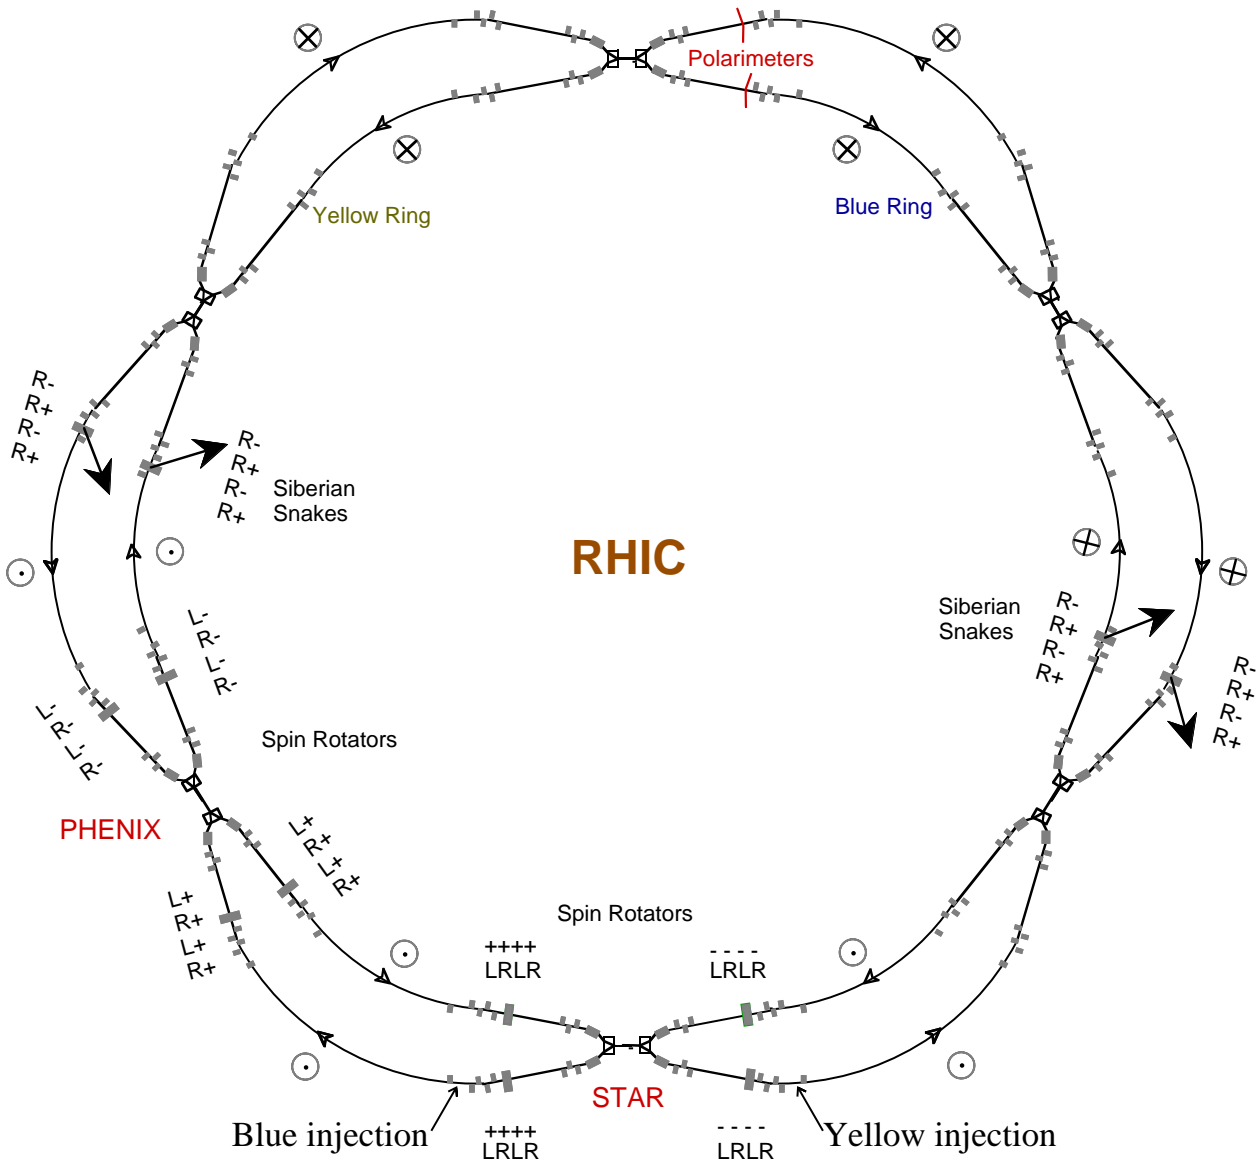 Polarimeters
Yellow Ring
Blue Ring
R-
R+
R-
R+
R-
R+
R-
R+
Siberian
Snakes
RHIC
Siberian
Snakes
R-
R+
R-
R+
R-
R+
R-
R+
L-
R-
L-
R-
L-
R-
L-
R-
Spin Rotators
PHENIX
L+
R+
L+
R+
L+
R+
L+
R+
Spin Rotators
++++
LRLR
- - - -
LRLR
STAR
Blue injection
Yellow injection
++++
LRLR
- - - -
LRLR